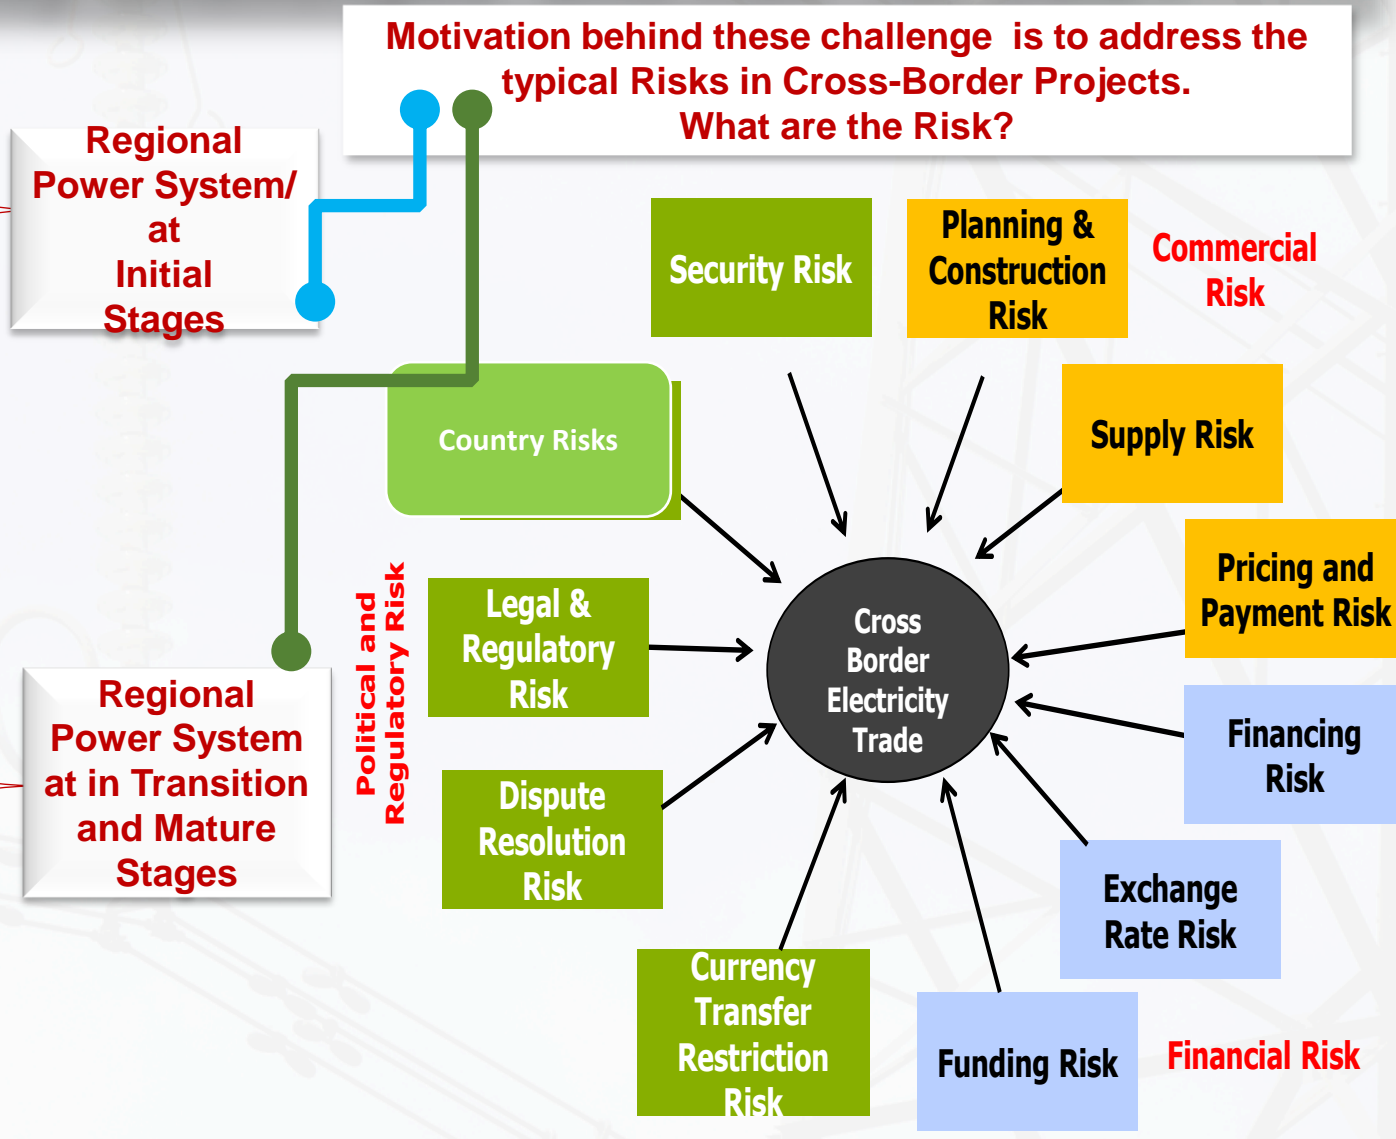 Motivation behind these challenge is to address the
typical Risks in Cross-Border Projects.
What are the Risk?
Regional
Power System/
at
Initial
Stages
Security Risk
Planning &
Construction
Risk
Commercial
Risk
Country Risks
Supply Risk
Political and
Regulatory Risk
Legal &
Regulatory
Risk
Cross
Border
Electricity
Trade
Pricing and
Payment Risk
Regional
Power System
at in Transition
and Mature
Stages
Financing
Risk
Dispute
Resolution
Risk
Exchange
Rate Risk
Currency
Transfer
Restriction
Risk
Funding Risk
Financial Risk